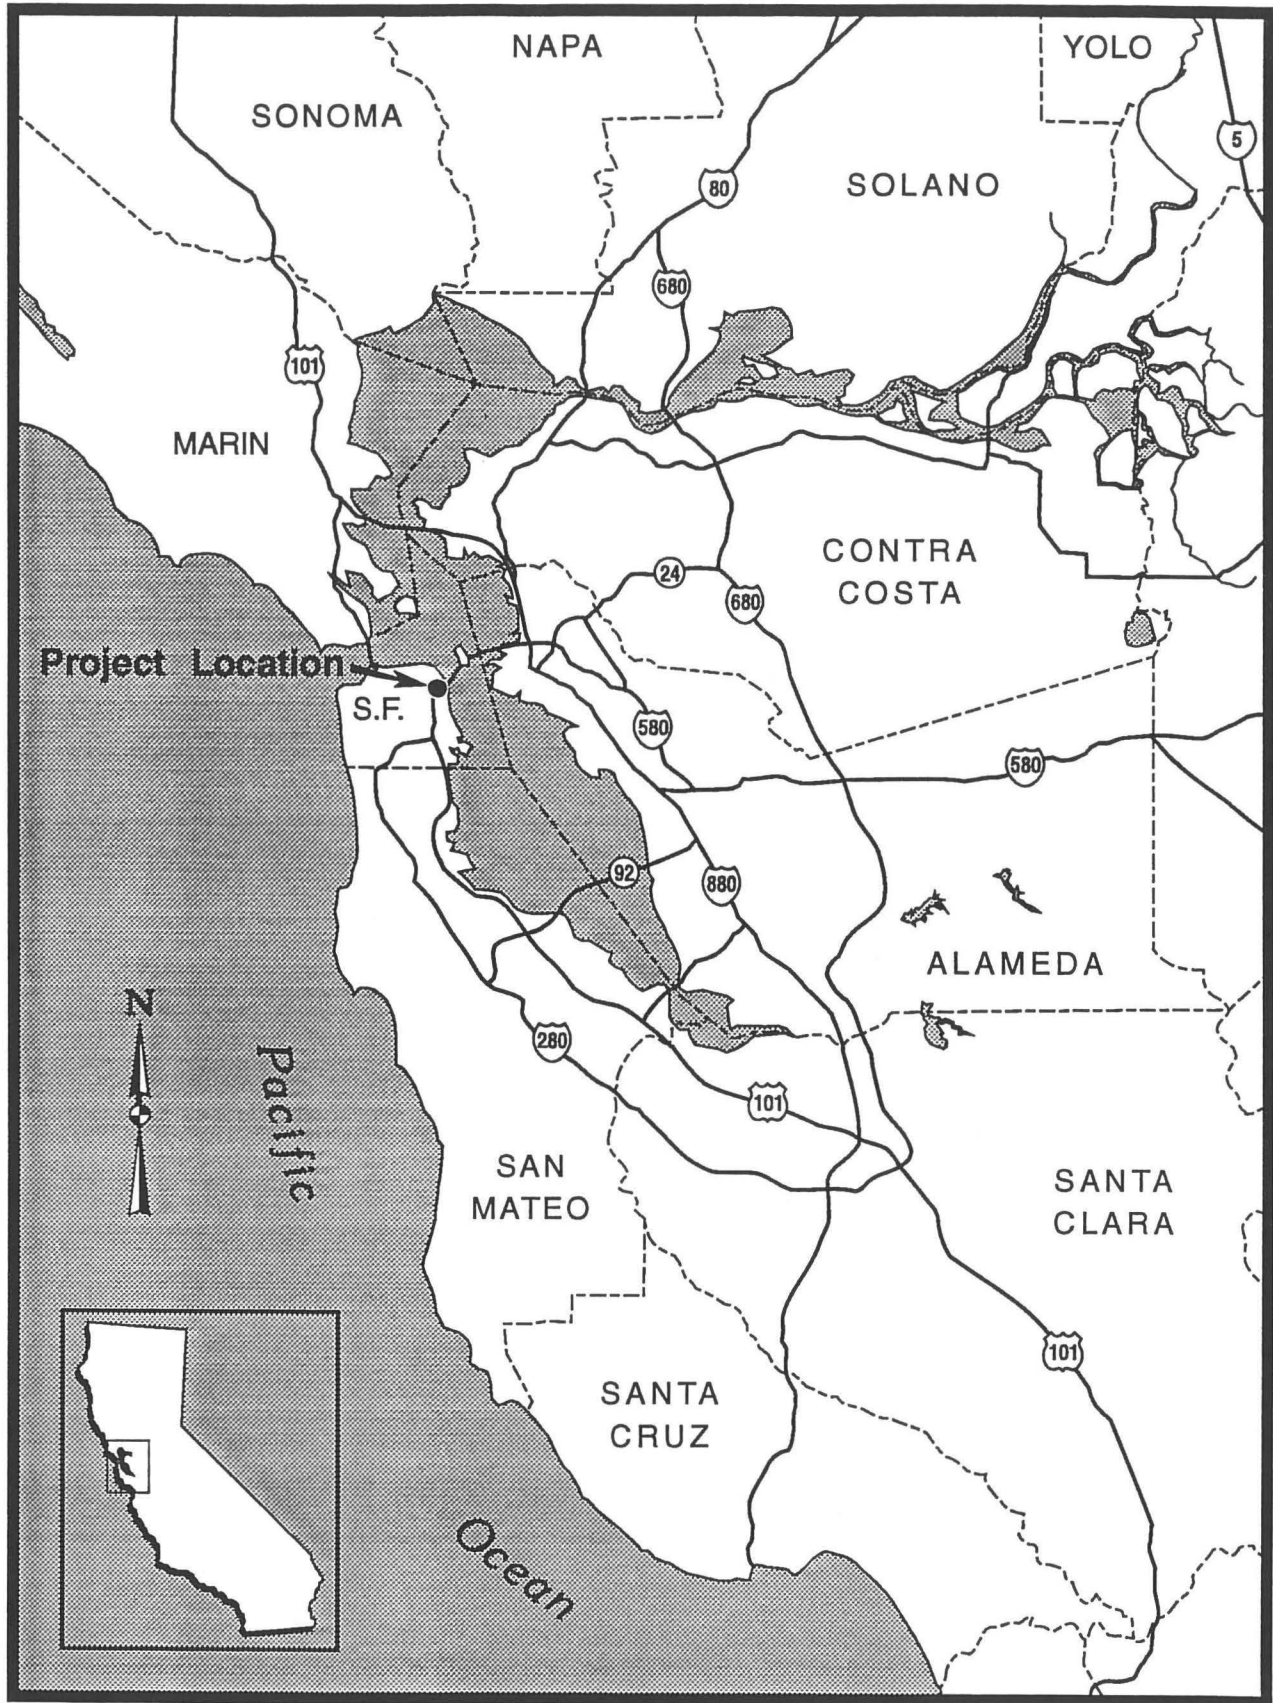 NAPA
YOLO
SONOMA
5
80
SOLANO
680
101
MARIN
CONTRA
COSTA
24
680
Project Location
S.F.
580
580
92
880
ALAMEDA
N
280
Pacific
101
SAN
MATEO
SANTA
CLARA
101
SANTA
CRUZ
Ocean